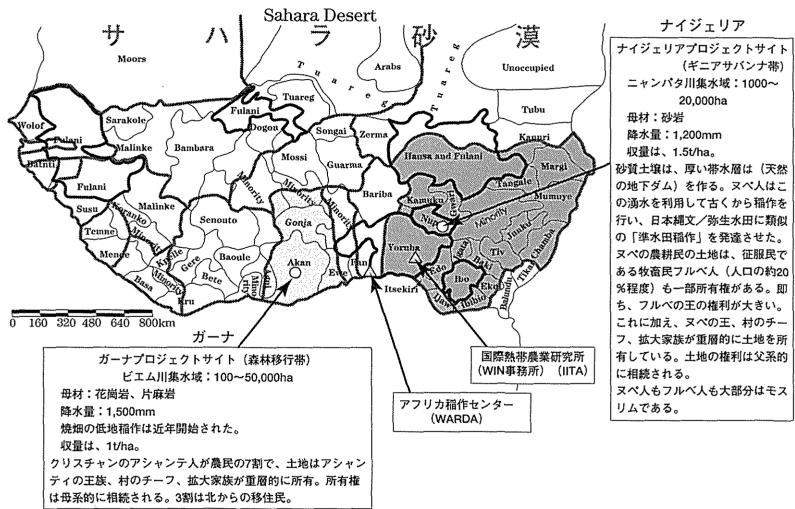 Sahara Desert
サ ハ ラ 砂 漠
Moors
Tuareg
Arabs
Tuareg
Unoccupied
Tuareg
Tubu
Kanuri
Wolof
Fulani
Sarakole
Malinke
Bambara
Fulani
Dogon
Songai
Zerma
Hausa and Fulani
Margi
Mossi
Guarma
Tangale
Mumuye
Fulani
Malinke
Minority
Minority
Minority
Bariba
Kamuku
Nupe
Minority
Susu
Koranko
Senouto
Gonja
Junku
Chamba
Temne
Minority
Kpelle
Gere
Baoule
Akan
Yoruba
Tiv
Mende
Minority
Bete
Fan
Edo
Igata
Tikar
Basa
Kru
Ewe
Itsekiri
Ijas
Ibo
Ibibio
Ekoi
0 160 320 480 640 800km
ナイジェリア
ナイジェリアプロジェクトサイト
(ギニアサバンナ帯)
ニャンパタ川集水域:1000〜
20,000ha
母材:砂岩
降水量:1,200mm
収量は、1.5t/ha。
砂質土壌は、厚い帯水層は(天然
の地下ダム)を作る。ヌペ人はこ
の湧水を利用して古くから稲作を
行い、日本縄文/弥生水田に類似
の「準水田稲作」を発達させた。
ヌペの農耕民の土地は、征服民で
ある牧畜民フルベ人(人口の約20
%程度)も一部所有権がある。即
ち、フルベの王の権利が大きい。
これに加え、ヌペの王、村のチー
フ、拡大家族が重層的に土地を所
有している。土地の権利は父系的
に相続される。
ヌペ人もフルベ人も大部分はモス
リムである。
ガーナ
ガーナプロジェクトサイト(森林移行帯)
ビエム川集水域:100〜50,000ha
母材:花崗岩、片麻岩
降水量:1,500mm
焼畑の低地稲作は近年開始された。
収量は、1t/ha。
クリスチャンのアシャンテ人が農民の7割で、土地はアシャン
ティの王族、村のチーフ、拡大家族が重層的に所有。所有権
は母系的に相続される。3割は北からの移住民。
国際熱帯農業研究所
(WIN事務所)(IITA)
アフリカ稲作センター
(WARDA)